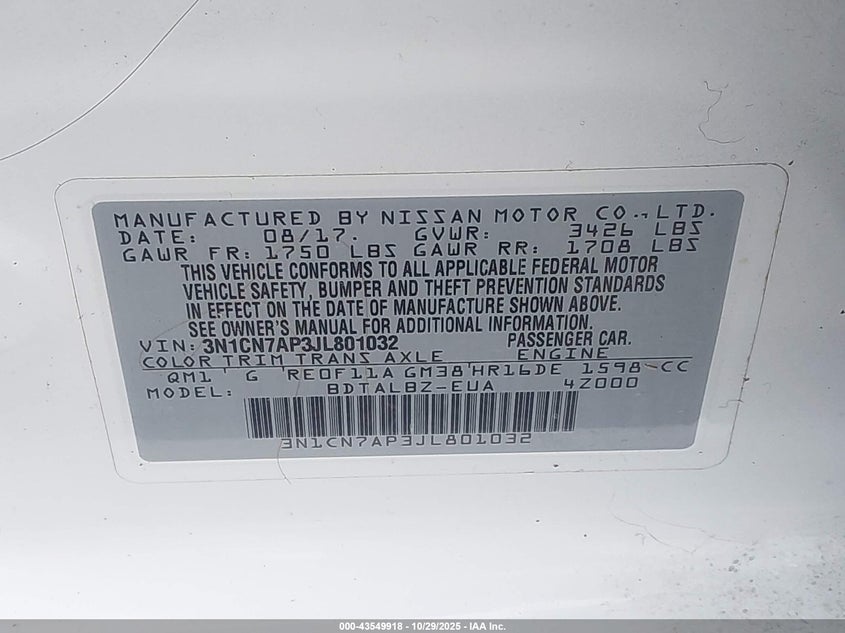 MANUFACTURED BY NISSAN MOTOR CO., LTD.
DATE: 08/17. GVWR: 3426 LBS
GAWR FR: 1750 LBS GAWR RR: 1708 LBS
THIS VEHICLE CONFORMS TO ALL APPLICABLE FEDERAL MOTOR
VEHICLE SAFETY, BUMPER AND THEFT PREVENTION STANDARDS
IN EFFECT ON THE DATE OF MANUFACTURE SHOWN ABOVE.
SEE OWNER'S MANUAL FOR ADDITIONAL INFORMATION.
VIN: 3N1CN7AP3JL801032 PASSENGER CAR.
COLOR TRIM TRANS AXLE ENGINE
QM1 G RE0F11A GM38 HR16DE 1598-CC
MODEL: BDTALBZ-EUA 4Z000
3N1CN7AP3JL801032
000-43549918 - 10/29/2025 - IAA Inc.